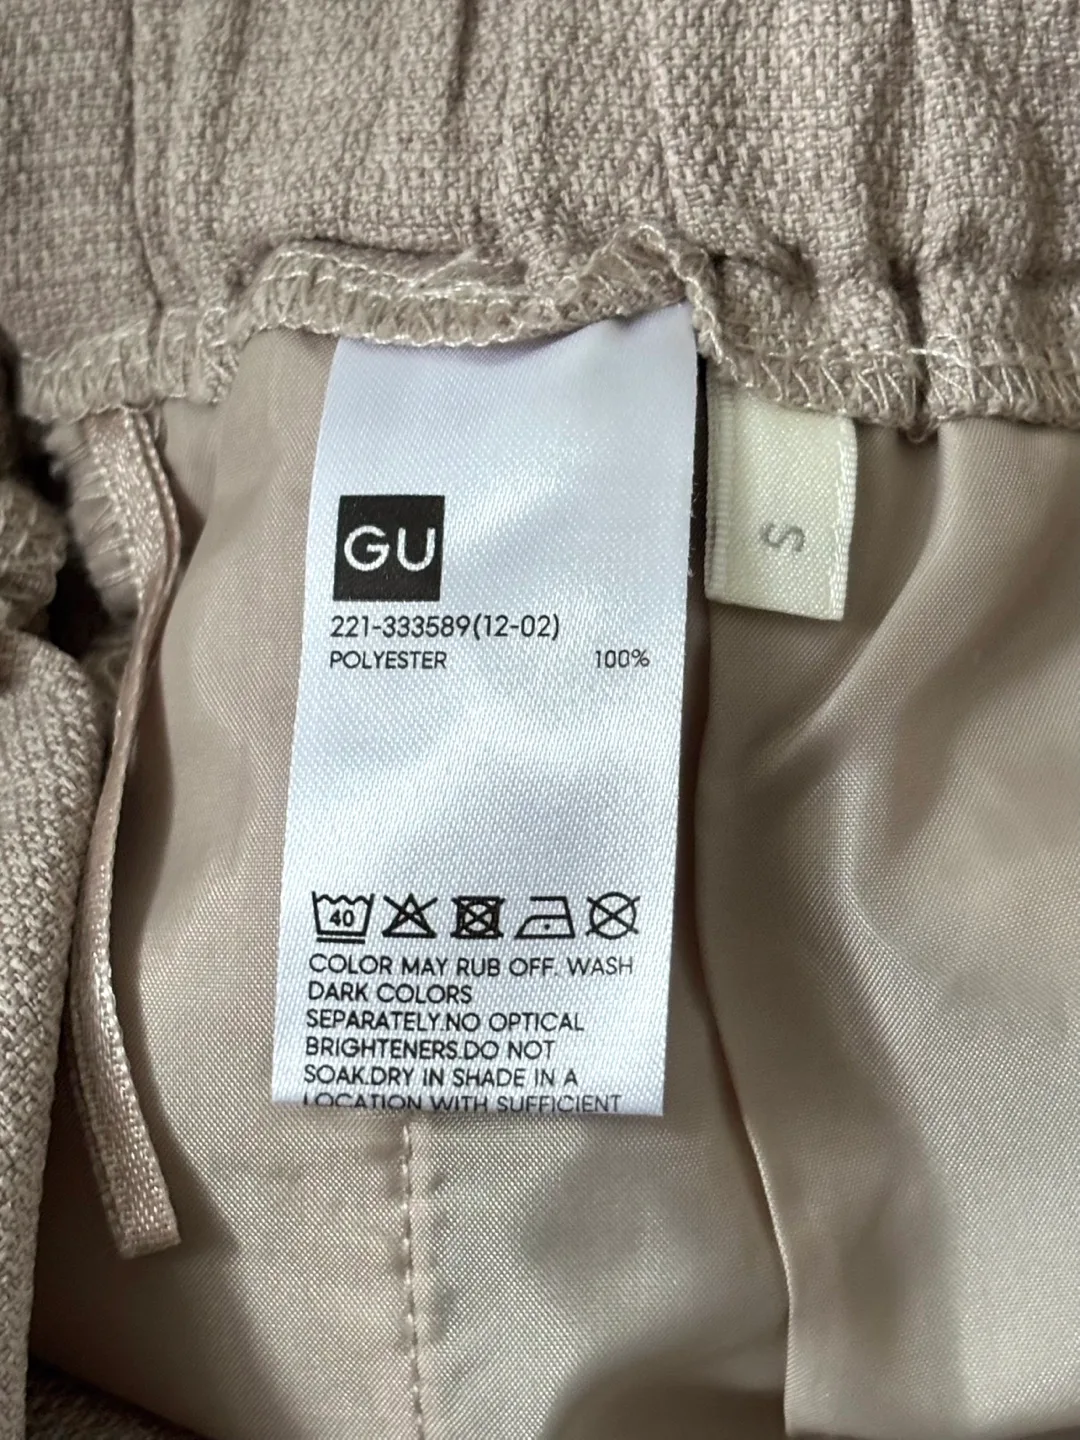 GU
221-333589(12-02)
POLYESTER 100%
S
40
COLOR MAY RUB OFF. WASH
DARK COLORS
SEPARATELY.NO OPTICAL
BRIGHTENERS.DO NOT
SOAK.DRY IN SHADE IN A
LOCATION WITH SUFFICIENT